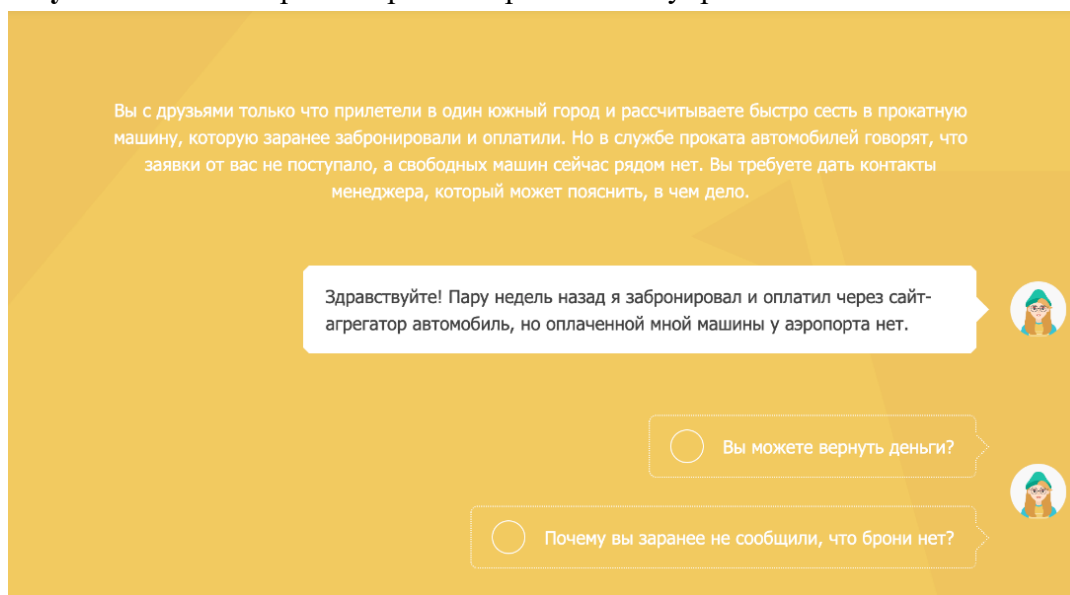 Вы с друзьями только что прилетели в один южный город и рассчитываете быстро сесть в прокатную
машину, которую заранее забронировали и оплатили. Но в службе проката автомобилей говорят, что
заявки от вас не поступало, а свободных машин сейчас рядом нет. Вы требуете дать контакты
менеджера, который может пояснить, в чем дело.
Здравствуйте! Пару недель назад я забронировал и оплатил через сайт-
агрегатор автомобиль, но оплаченной мной машины у аэропорта нет.
Вы можете вернуть деньги?
Почему вы заранее не сообщили, что брони нет?